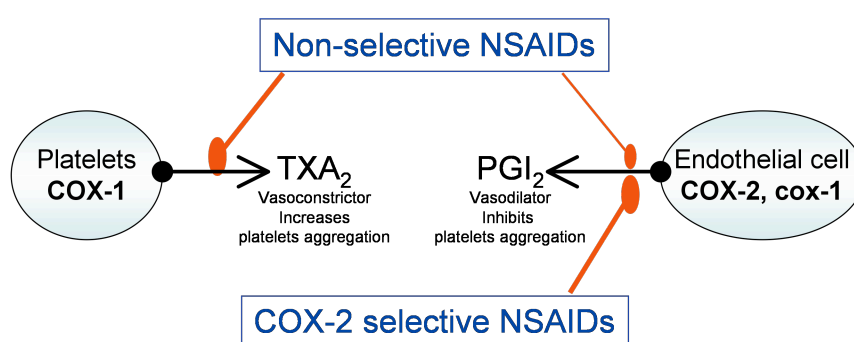 Non-selective NSAIDs
Platelets
COX-1
TXA₂
Vasoconstrictor
Increases
platelets aggregation
PGI₂
Vasodilator
Inhibits
platelets aggregation
Endothelial cell
COX-2, cox-1
COX-2 selective NSAIDs